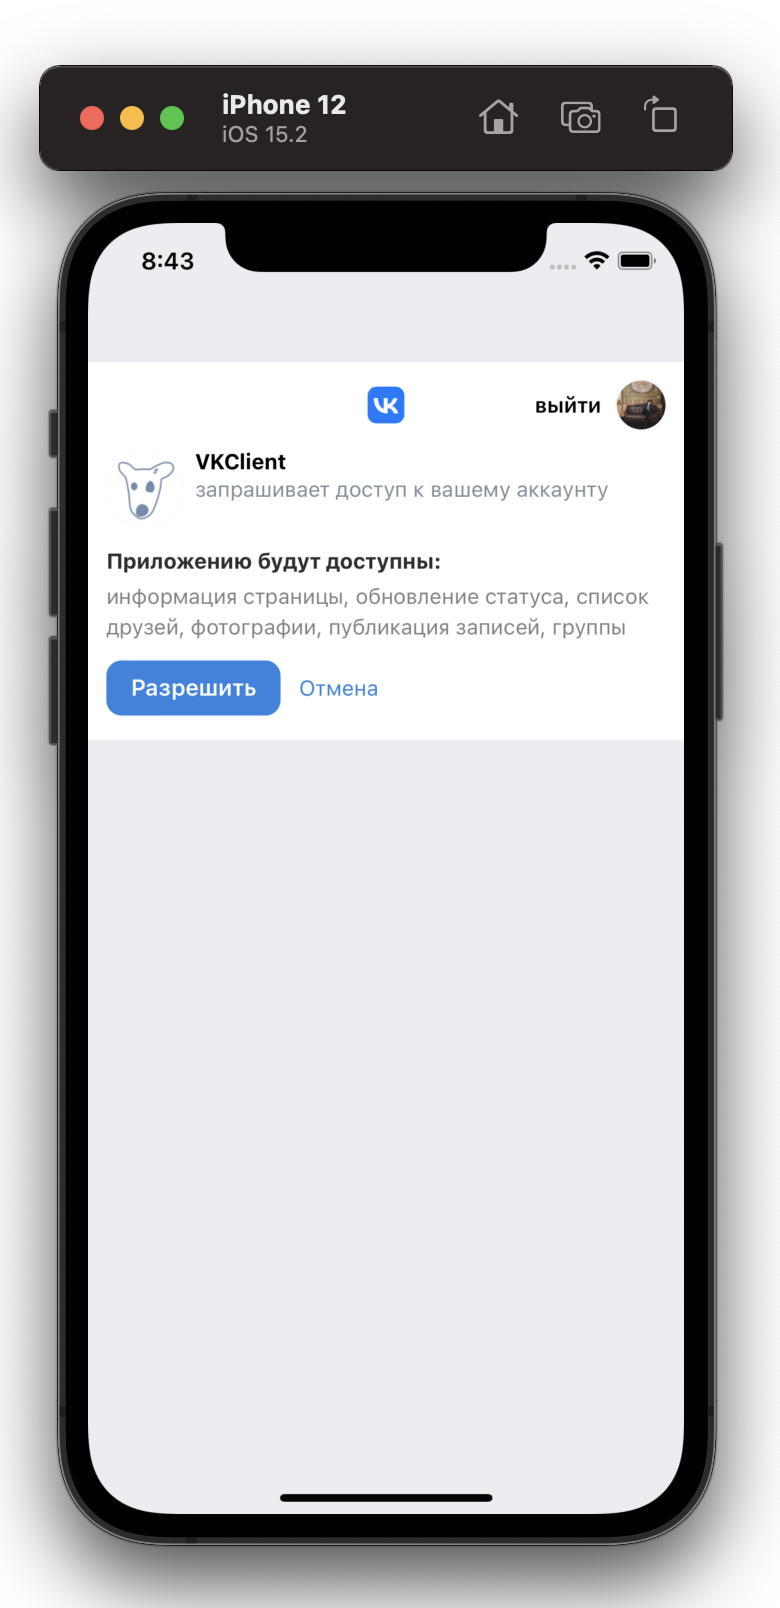 iPhone 12
iOS 15.2
8:43
VK
выйти
VKClient
запрашивает доступ к вашему аккаунту
Приложению будут доступны:
информация страницы, обновление статуса, список
друзей, фотографии, публикация записей, группы
Разрешить Отмена